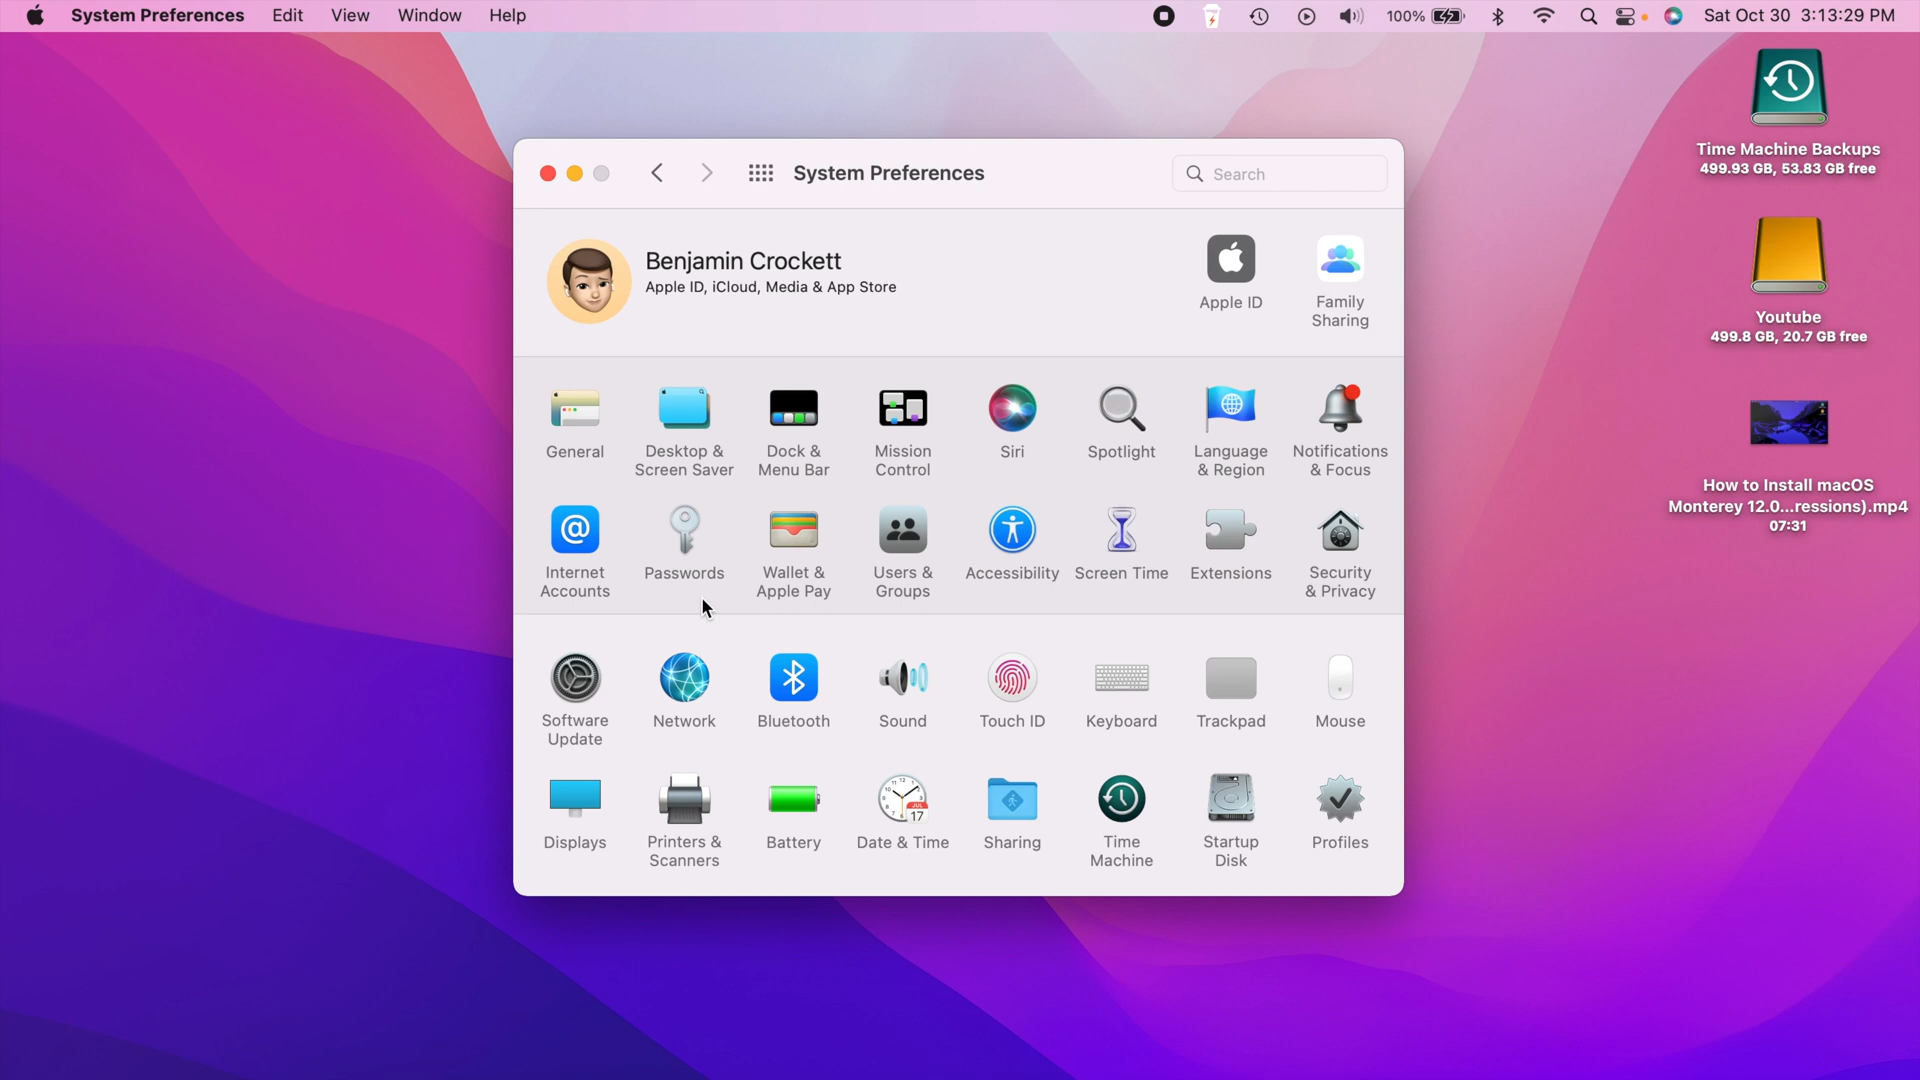 System Preferences Edit View Window Help
100% Sat Oct 30 3:13:29 PM
System Preferences
Search
Benjamin Crockett
Apple ID, iCloud, Media & App Store
Apple ID
Family
Sharing
General
Desktop &
Screen Saver
Dock &
Menu Bar
Mission
Control
Siri
Spotlight
Language
& Region
Notifications
& Focus
Internet
Accounts
Passwords
Wallet &
Apple Pay
Users &
Groups
Accessibility
Screen Time
Extensions
Security
& Privacy
Software
Update
Network
Bluetooth
Sound
Touch ID
Keyboard
Trackpad
Mouse
Displays
Printers &
Scanners
Battery
JUL
17
Date & Time
Sharing
Time
Machine
Startup
Disk
Profiles
Time Machine Backups
499.93 GB, 53.83 GB free
Youtube
499.8 GB, 20.7 GB free
How to Install macOS
Monterey 12.0...ressions).mp4
07:31